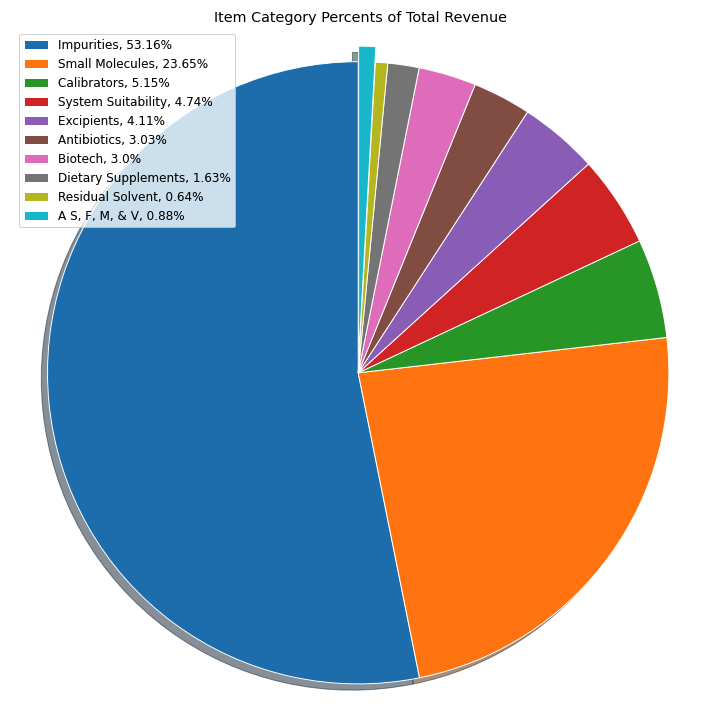 Item Category Percents of Total Revenue
Impurities, 53.16%
Small Molecules, 23.65%
Calibrators, 5.15%
System Suitability, 4.74%
Excipients, 4.11%
Antibiotics, 3.03%
Biotech, 3.0%
Dietary Supplements, 1.63%
Residual Solvent, 0.64%
A S, F, M, & V, 0.88%